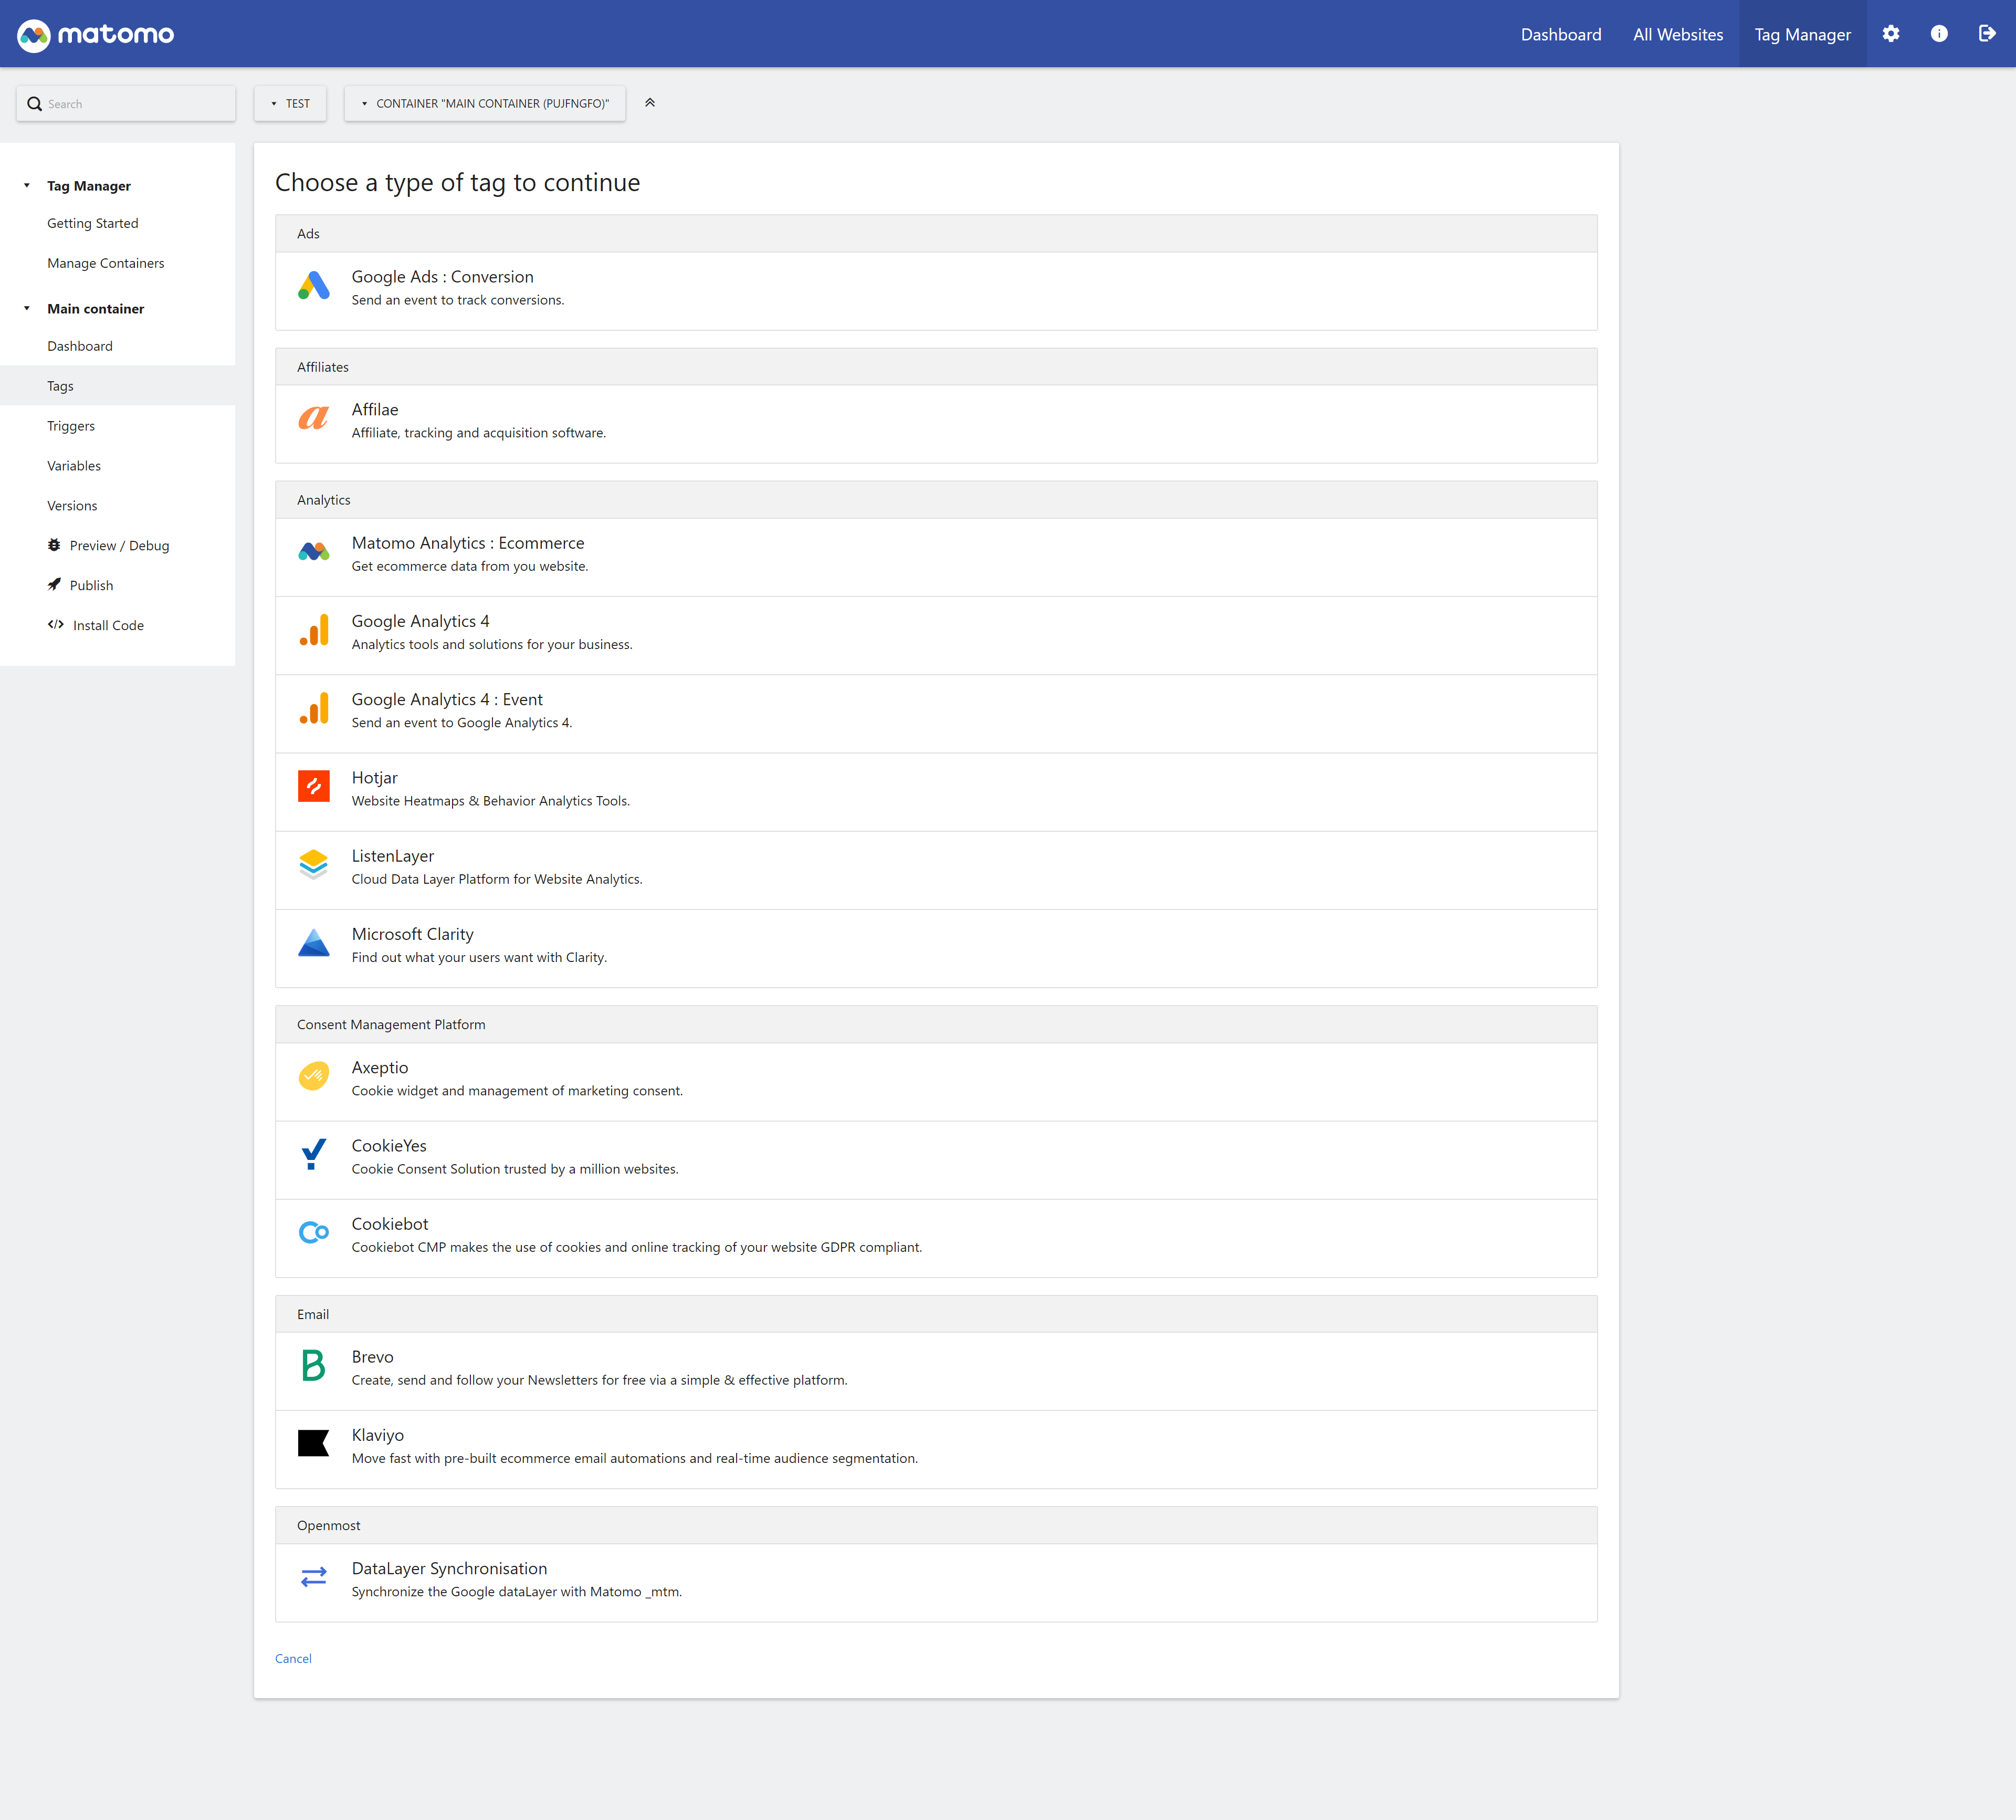 matomo
Dashboard
All Websites
Tag Manager
Search
TEST
CONTAINER "MAIN CONTAINER (PUJFNGFO)"
Tag Manager
Getting Started
Manage Containers
Main container
Dashboard
Tags
Triggers
Variables
Versions
Preview / Debug
Publish
Install Code
Choose a type of tag to continue
Ads
Google Ads : Conversion
Send an event to track conversions.
Affiliates
Affilae
Affiliate, tracking and acquisition software.
Analytics
Matomo Analytics : Ecommerce
Get ecommerce data from you website.
Google Analytics 4
Analytics tools and solutions for your business.
Google Analytics 4 : Event
Send an event to Google Analytics 4.
Hotjar
Website Heatmaps & Behavior Analytics Tools.
ListenLayer
Cloud Data Layer Platform for Website Analytics.
Microsoft Clarity
Find out what your users want with Clarity.
Consent Management Platform
Axeptio
Cookie widget and management of marketing consent.
CookieYes
Cookie Consent Solution trusted by a million websites.
Cookiebot
Cookiebot CMP makes the use of cookies and online tracking of your website GDPR compliant.
Email
Brevo
Create, send and follow your Newsletters for free via a simple & effective platform.
Klaviyo
Move fast with pre-built ecommerce email automations and real-time audience segmentation.
Openmost
DataLayer Synchronisation
Synchronize the Google dataLayer with Matomo _mtm.
Cancel